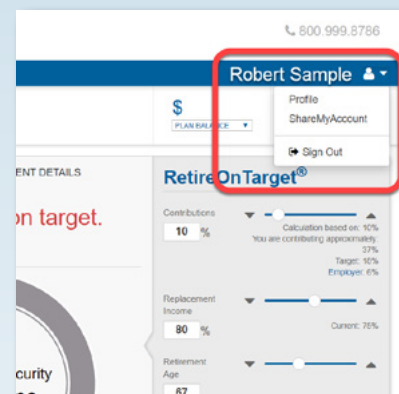 800.999.8786
Robert Sample
Profile
ShareMyAccount
Sign Out
$
PLAN BALANCE
ENT DETAILS
on target.
RetireOnTarget®
Contributions
10 %
Calculation based on: 10%
You are contributing approximately:
37%
Target: 10%
Employer: 6%
Replacement
Income
80 %
Current: 76%
Retirement
Age
67
curity